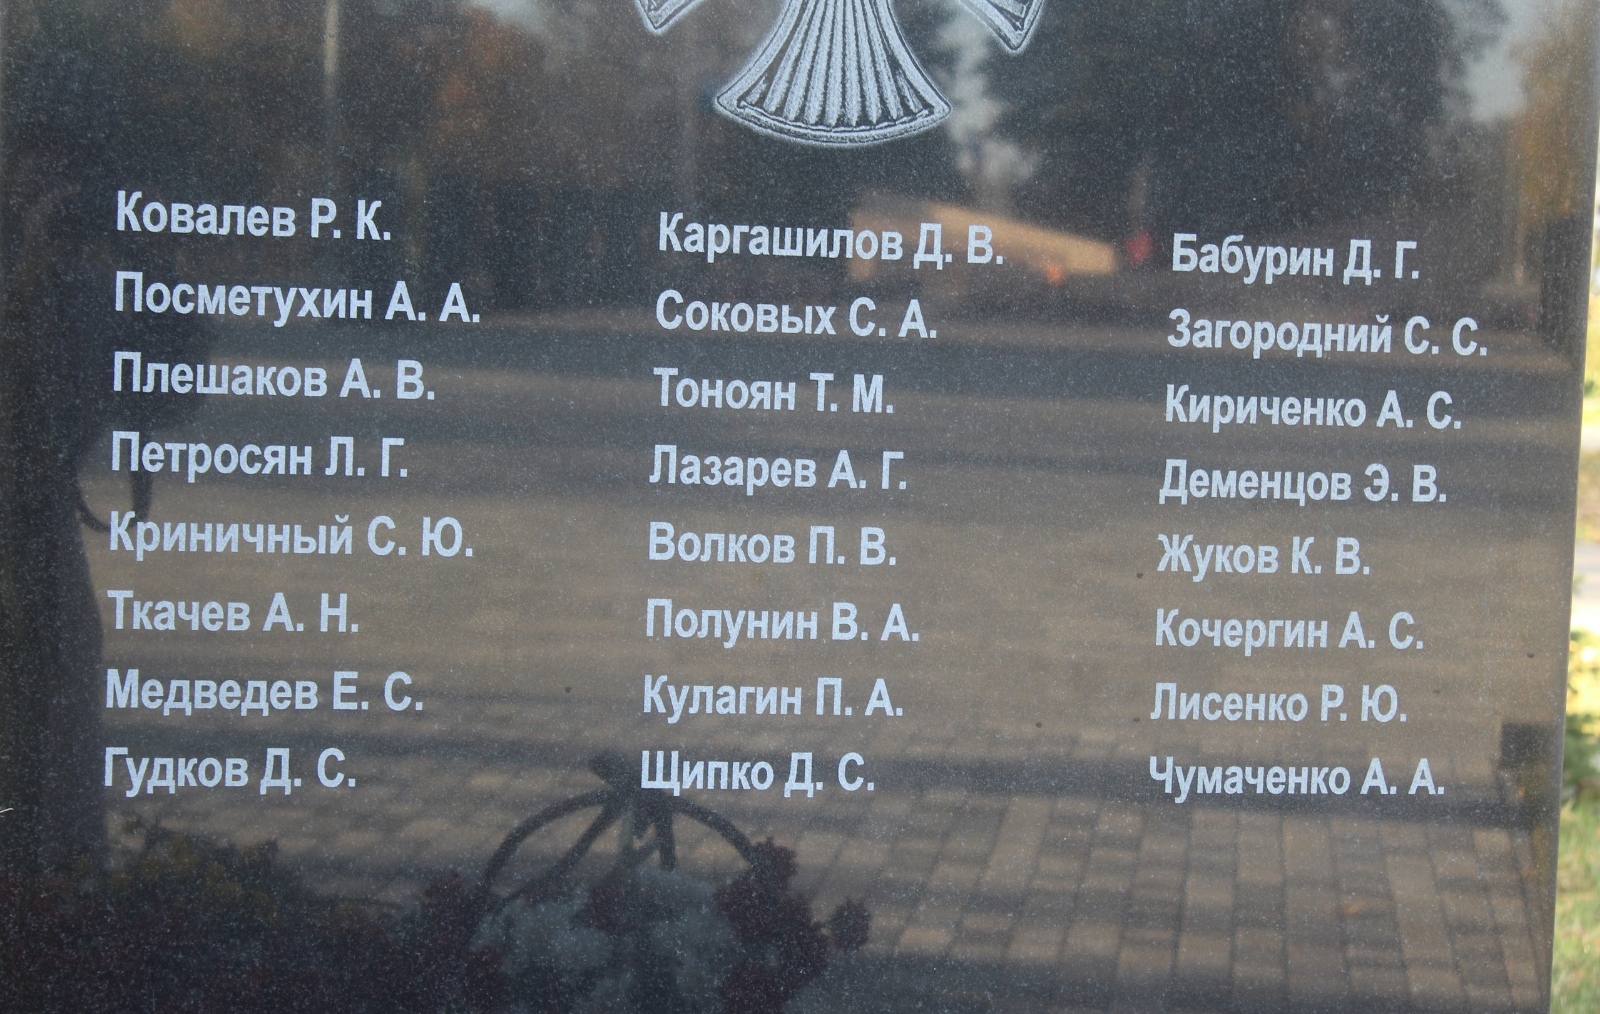 Ковалев Р. К.
Посметухин А. А.
Плешаков А. В.
Петросян Л. Г.
Криничный С. Ю.
Ткачев А. Н.
Медведев Е. С.
Гудков Д. С.
Каргашилов Д. В.
Соковых С. А.
Тоноян Т. М.
Лазарев А. Г.
Волков П. В.
Полунин В. А.
Кулагин П. А.
Щипко Д. С.
Бабурин Д. Г.
Загородний С. С.
Кириченко А. С.
Деменцов Э. В.
Жуков К. В.
Кочергин А. С.
Лисенко Р. Ю.
Чумаченко А. А.